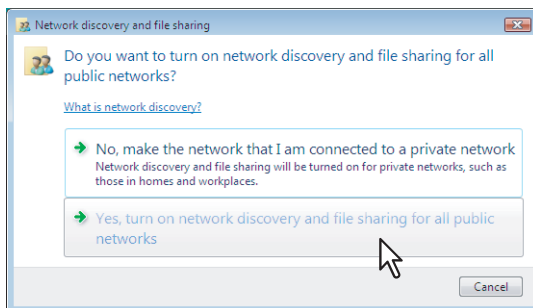 Network discovery and file sharing
Do you want to turn on network discovery and file sharing for all
public networks?
What is network discovery?
No, make the network that I am connected to a private network
Network discovery and file sharing will be turned on for private networks, such as
those in homes and workplaces.
Yes, turn on network discovery and file sharing for all public
networks
Cancel